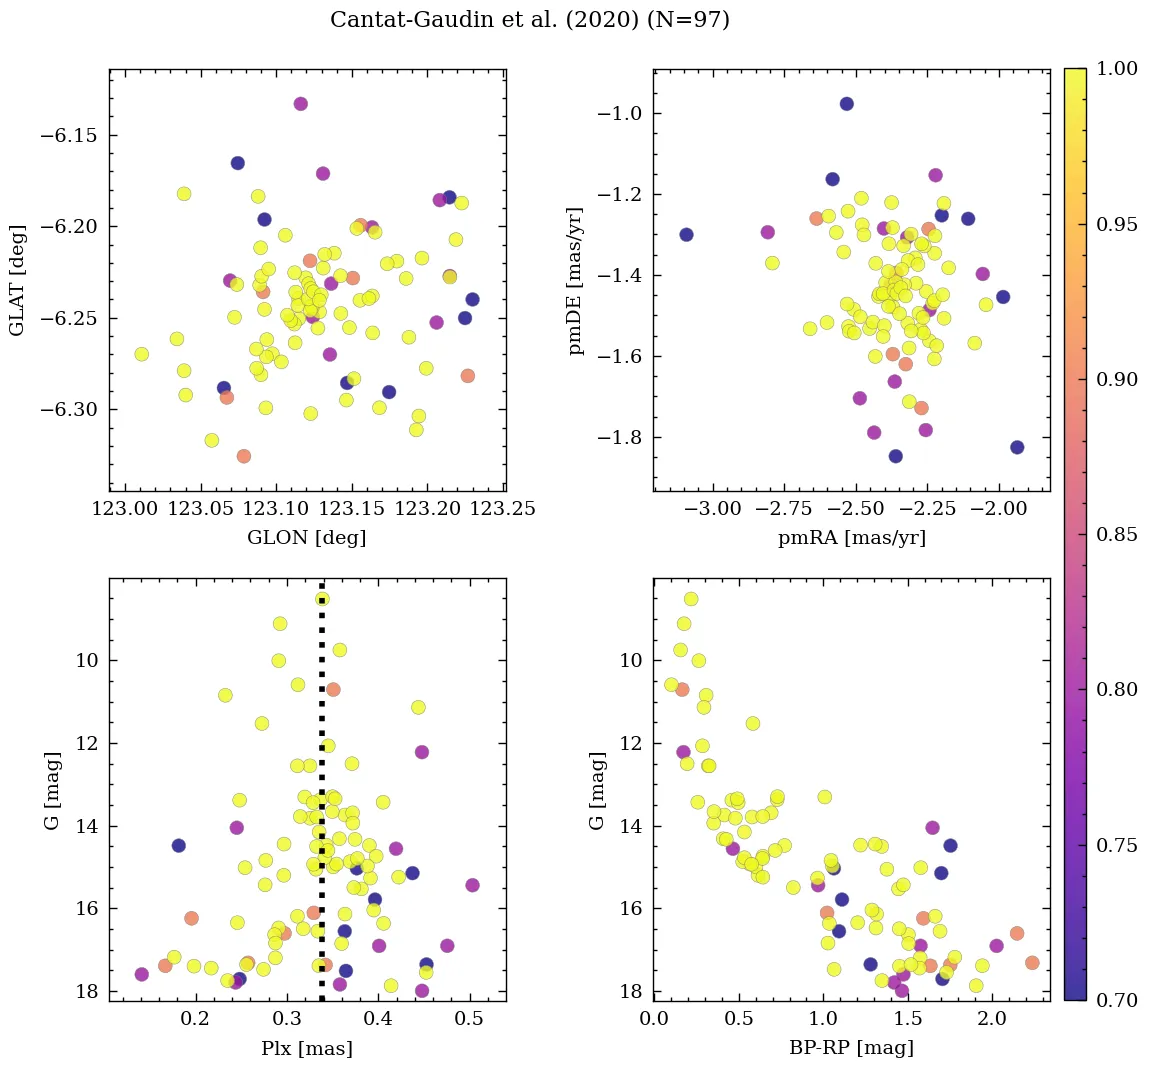 Cantat-Gaudin et al. (2020) (N=97)
−6.15
−6.20
−6.25
−6.30
GLAT [deg]
123.00 123.05 123.10 123.15 123.20 123.25
GLON [deg]
−1.0
−1.2
−1.4
−1.6
−1.8
pmDE [mas/yr]
−3.00 −2.75 −2.50 −2.25 −2.00
pmRA [mas/yr]
1.00
0.95
0.90
0.85
0.80
0.75
0.70
10
12
14
16
18
G [mag]
0.2 0.3 0.4 0.5
Plx [mas]
10
12
14
16
18
G [mag]
0.0 0.5 1.0 1.5 2.0
BP-RP [mag]